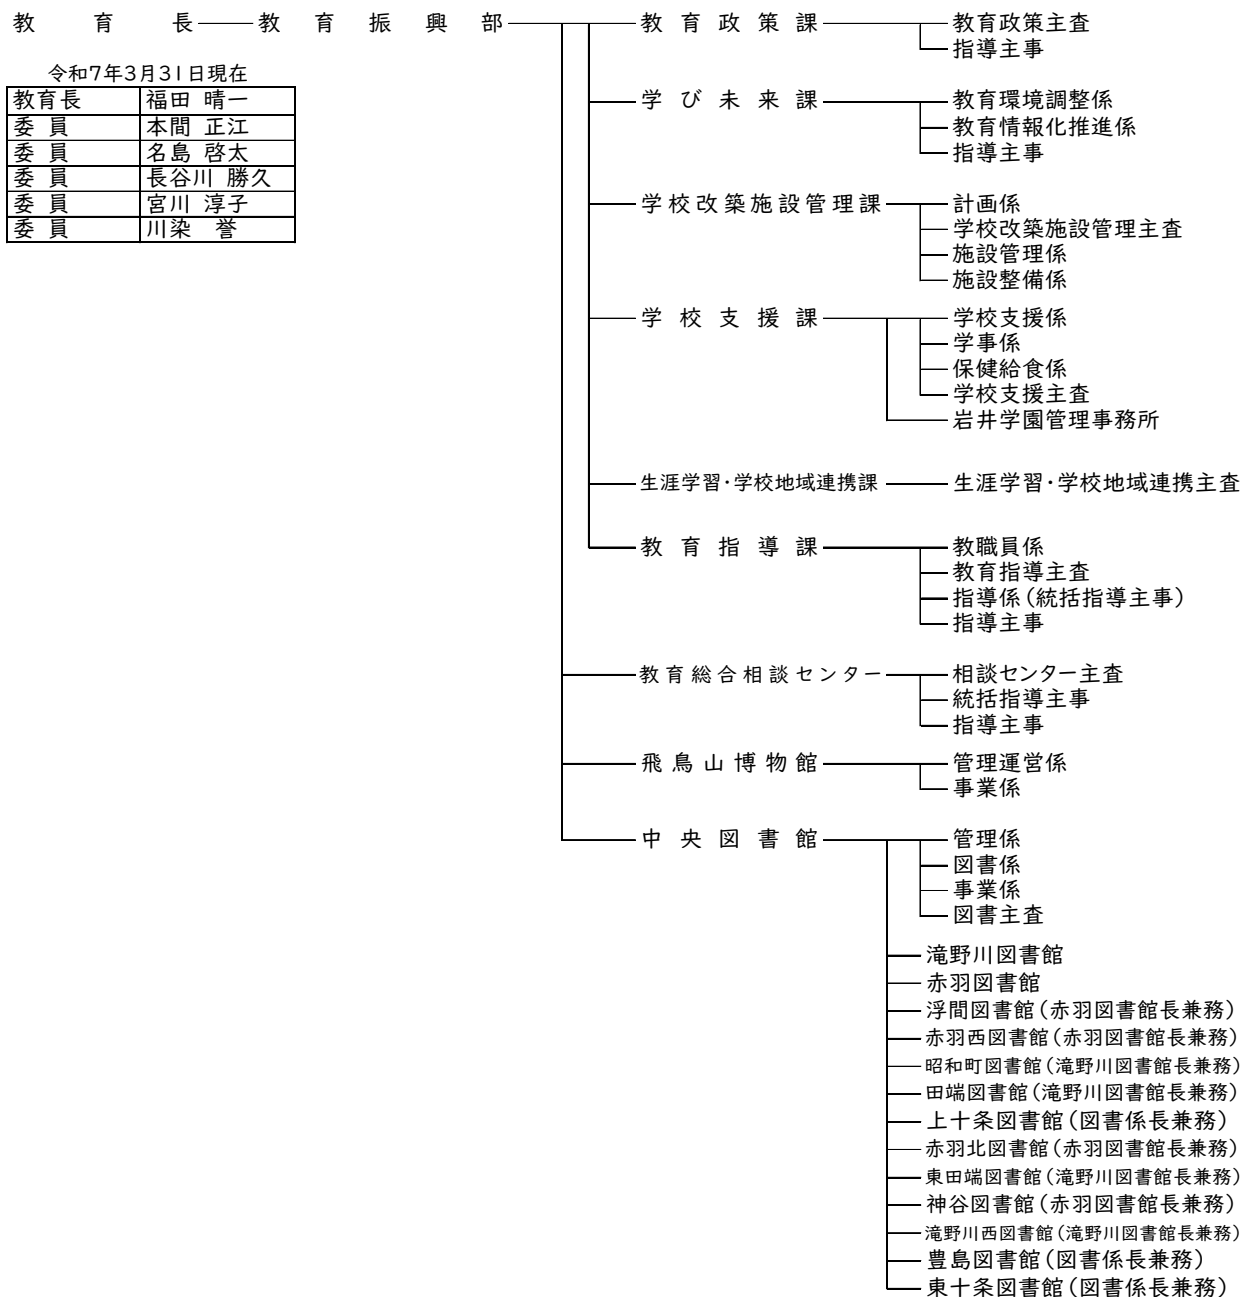 教育長 教育振興部 教育政策課 教育政策主査
指導主事
令和7年3月31日現在
教育長 福田 晴一
委員 本間 正江
委員 名島 啓太
委員 長谷川 勝久
委員 宮川 淳子
委員 川染 誉
学び未来課 教育環境調整係
教育情報化推進係
指導主事
学校改築施設管理課 計画係
学校改築施設管理主査
施設管理係
施設整備係
学校支援課 学校支援係
学事係
保健給食係
学校支援主査
岩井学園管理事務所
生涯学習・学校地域連携課 生涯学習・学校地域連携主査
教育指導課 教職員係
教育指導主査
指導係(統括指導主事)
指導主事
教育総合相談センター 相談センター主査
統括指導主事
指導主事
飛鳥山博物館 管理運営係
事業係
中央図書館 管理係
図書係
事業係
図書主査
滝野川図書館
赤羽図書館
浮間図書館(赤羽図書館長兼務)
赤羽西図書館(赤羽図書館長兼務)
昭和町図書館(滝野川図書館長兼務)
田端図書館(滝野川図書館長兼務)
上十条図書館(図書係長兼務)
赤羽北図書館(赤羽図書館長兼務)
東田端図書館(滝野川図書館長兼務)
神谷図書館(赤羽図書館長兼務)
滝野川西図書館(滝野川図書館長兼務)
豊島図書館(図書係長兼務)
東十条図書館(図書係長兼務)